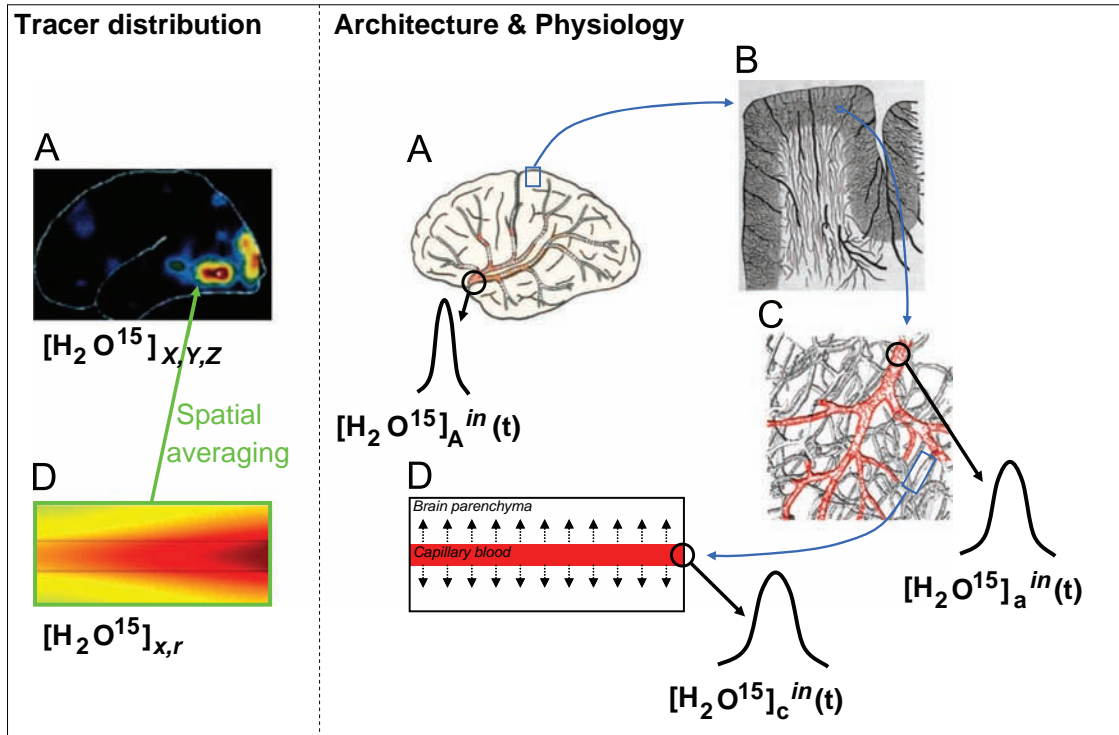 Tracer distribution
Architecture & Physiology
A
[H₂O¹⁵]X,Y,Z
Spatial
averaging
D
[H₂O¹⁵]x,r
A
[H₂O¹⁵]Aⁱⁿ(t)
B
C
[H₂O¹⁵]aⁱⁿ(t)
D
Brain parenchyma
Capillary blood
[H₂O¹⁵]cⁱⁿ(t)